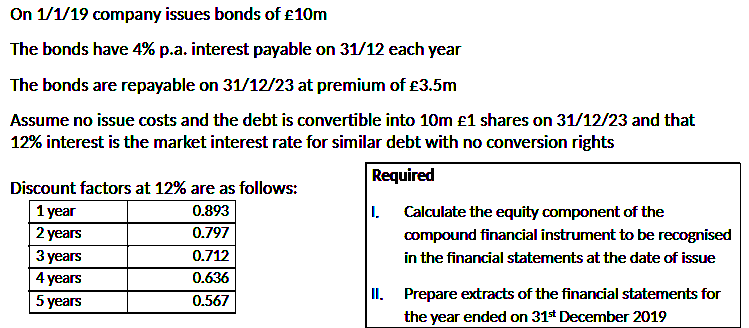 On 1/1/19 company issues bonds of £10m
The bonds have 4% p.a. interest payable on 31/12 each year
The bonds are repayable on 31/12/23 at premium of £3.5m
Assume no issue costs and the debt is convertible into 10m £1 shares on 31/12/23 and that
12% interest is the market interest rate for similar debt with no conversion rights
Discount factors at 12% are as follows:
1 year 0.893
2 years 0.797
3 years 0.712
4 years 0.636
5 years 0.567
Required
I. Calculate the equity component of the
compound financial instrument to be recognised
in the financial statements at the date of issue
II. Prepare extracts of the financial statements for
the year ended on 31st December 2019